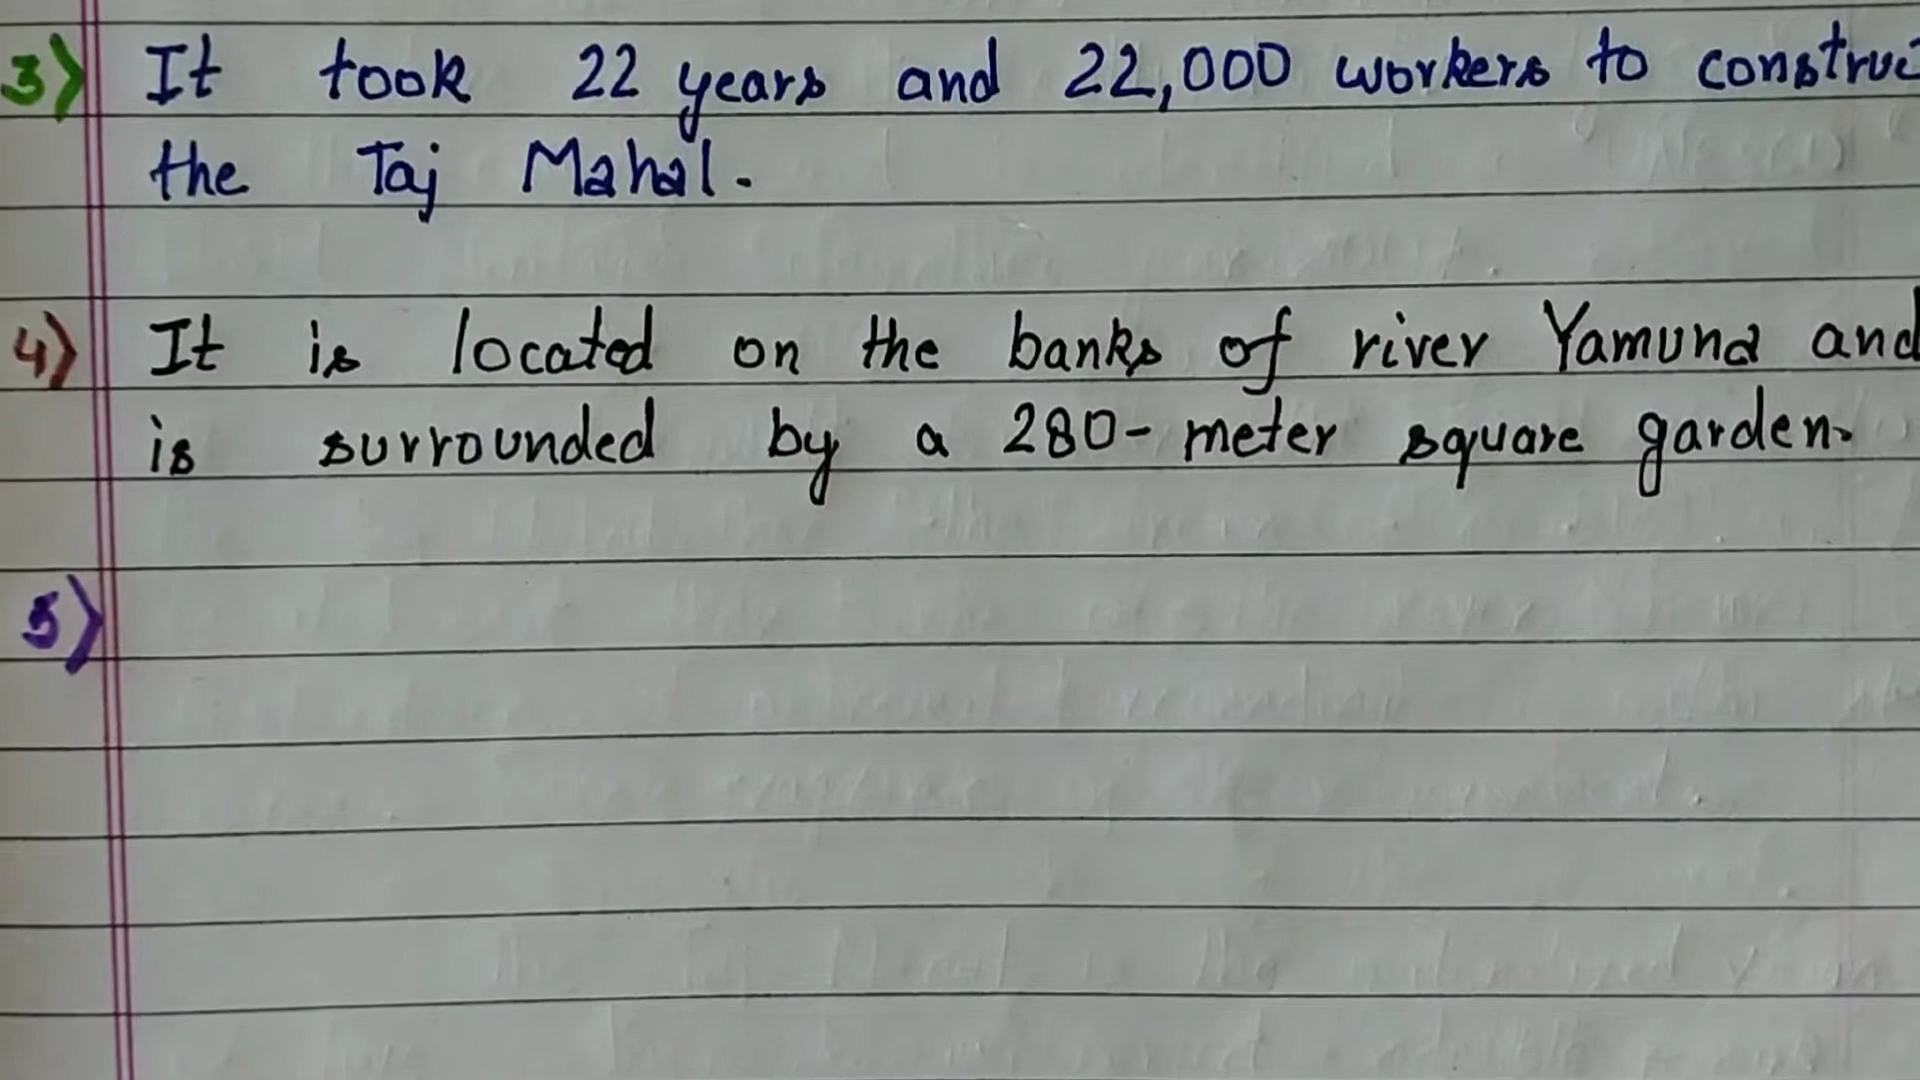 3) It took 22 years and 22,000 workers to construc
the Taj Mahal.
4) It is located on the banks of river Yamuna and
is surrounded by a 280-meter square garden.
5)